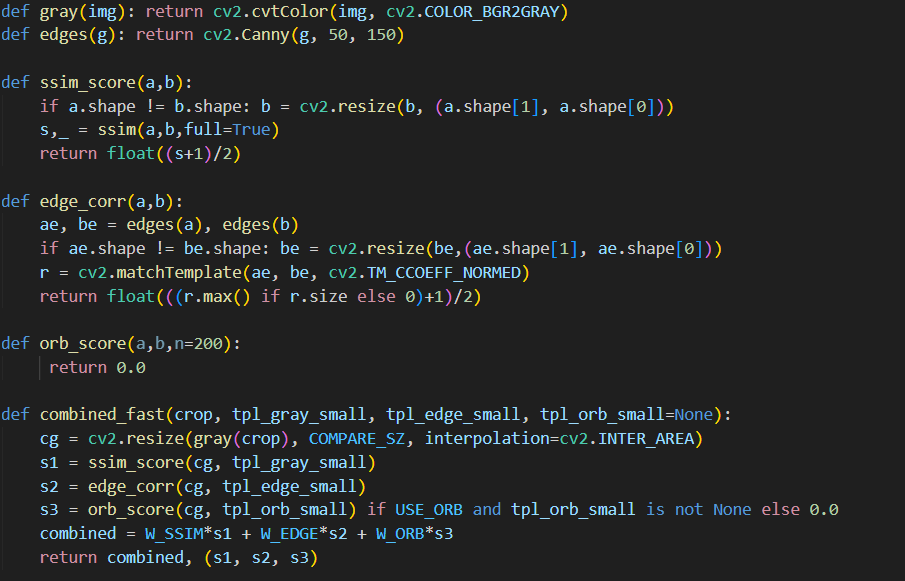 def gray(img): return cv2.cvtColor(img, cv2.COLOR_BGR2GRAY)
def edges(g): return cv2.Canny(g, 50, 150)

def ssim_score(a,b):
    if a.shape != b.shape: b = cv2.resize(b, (a.shape[1], a.shape[0]))
    s,_ = ssim(a,b,full=True)
    return float((s+1)/2)

def edge_corr(a,b):
    ae, be = edges(a), edges(b)
    if ae.shape != be.shape: be = cv2.resize(be,(ae.shape[1], ae.shape[0]))
    r = cv2.matchTemplate(ae, be, cv2.TM_CCOEFF_NORMED)
    return float(((r.max() if r.size else 0)+1)/2)

def orb_score(a,b,n=200):
     return 0.0

def combined_fast(crop, tpl_gray_small, tpl_edge_small, tpl_orb_small=None):
    cg = cv2.resize(gray(crop), COMPARE_SZ, interpolation=cv2.INTER_AREA)
    s1 = ssim_score(cg, tpl_gray_small)
    s2 = edge_corr(cg, tpl_edge_small)
    s3 = orb_score(cg, tpl_orb_small) if USE_ORB and tpl_orb_small is not None else 0.0
    combined = W_SSIM*s1 + W_EDGE*s2 + W_ORB*s3
    return combined, (s1, s2, s3)